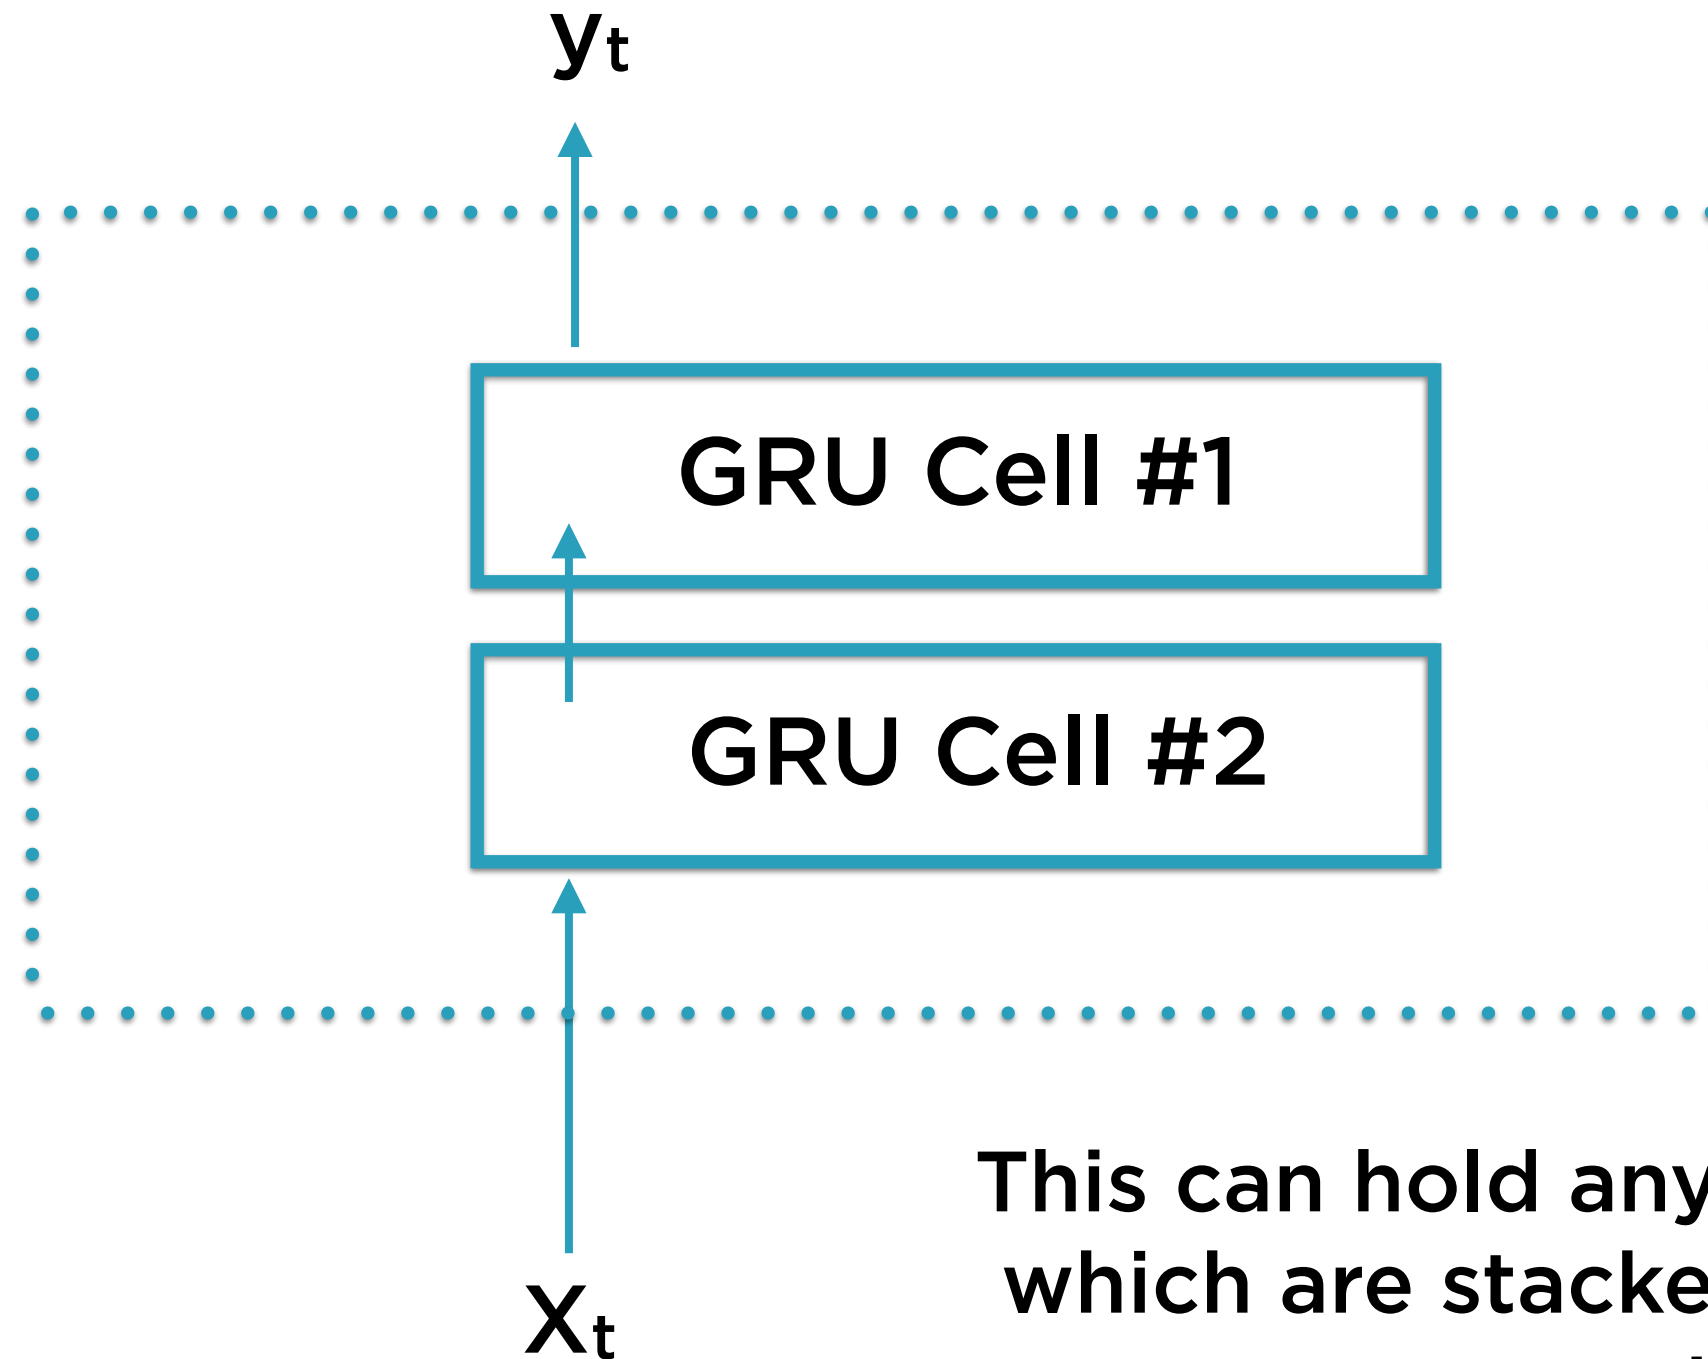 yt
GRU Cell #1
GRU Cell #2
This can hold any
which are stacke
Xt